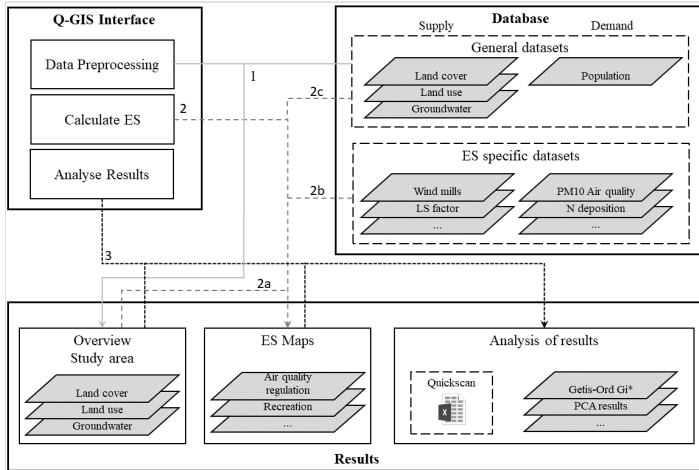 Q-GIS Interface
Data Preprocessing
Calculate ES
Analyse Results
1
2
2c
2b
3
2a
Database
Supply
Demand
General datasets
Land cover
Land use
Groundwater
Population
ES specific datasets
Wind mills
LS factor
...
PM10 Air quality
N deposition
...
Overview
Study area
Land cover
Land use
Groundwater
ES Maps
Air quality
regulation
Recreation
...
Analysis of results
Quickscan
X
Getis-Ord Gi*
PCA results
...
Results